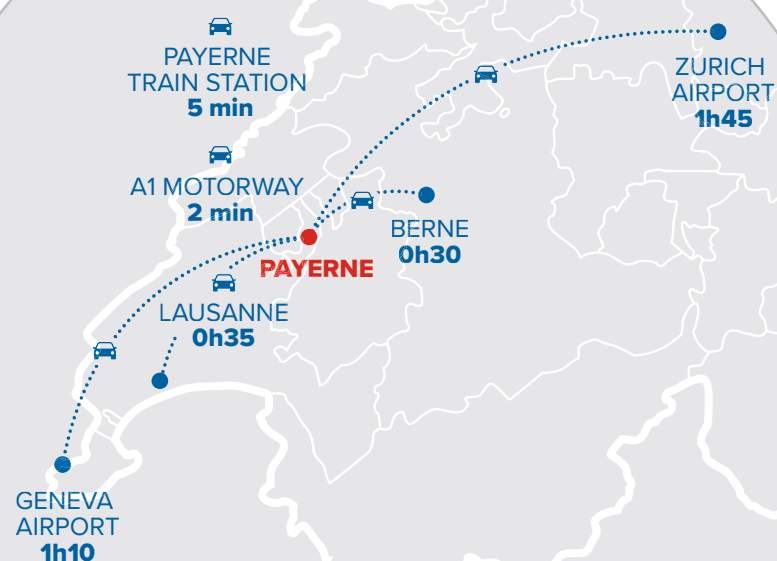 PAYERNE
TRAIN STATION
5 min
A1 MOTORWAY
2 min
ZURICH
AIRPORT
1h45
BERNE
0h30
PAYERNE
LAUSANNE
0h35
GENEVA
AIRPORT
1h10